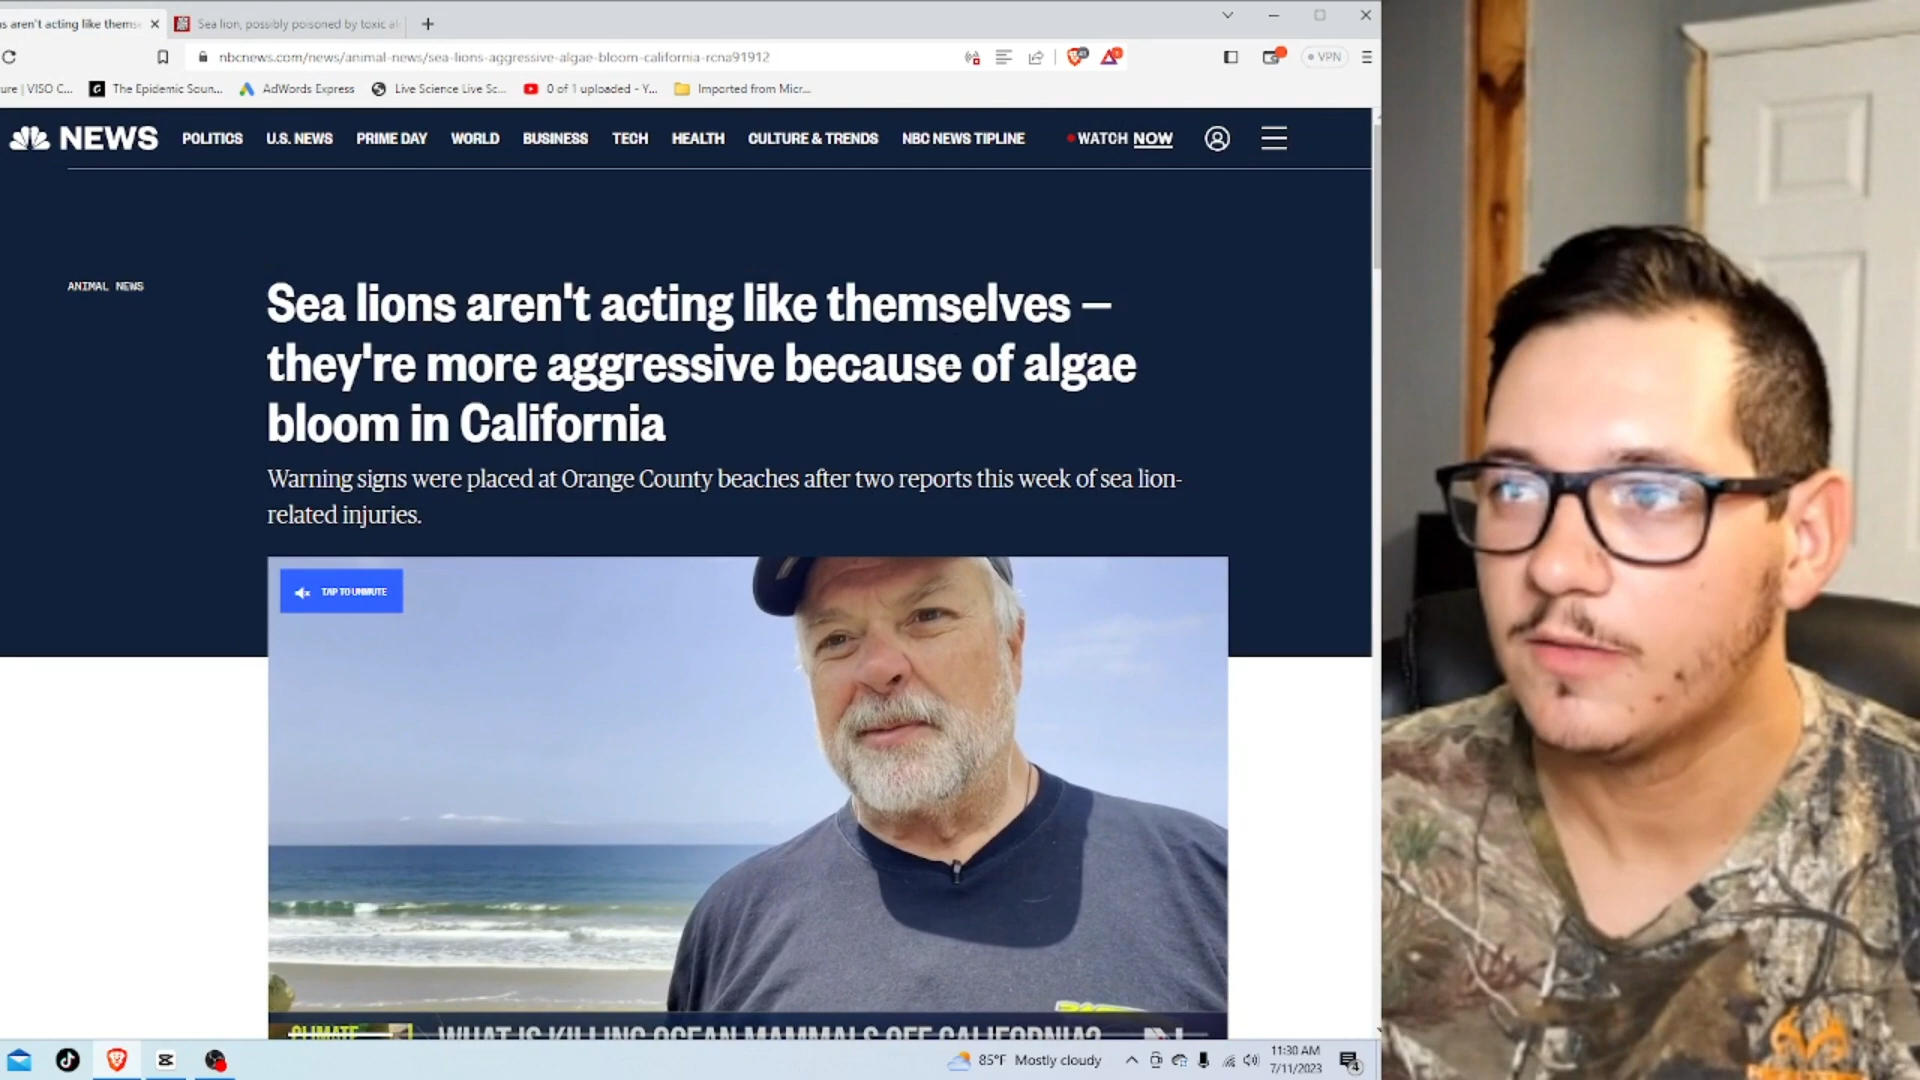 s aren't acting like thems
Sea lion, possibly poisoned by toxic al
nbcnews.com/news/animal-news/sea-lions-aggressive-algae-bloom-california-rcna91912
VPN
ure | VISO C...
The Epidemic Soun...
AdWords Express
Live Science Live Sc...
0 of 1 uploaded - Y...
Imported from Micr...
NEWS POLITICS U.S. NEWS PRIME DAY WORLD BUSINESS TECH HEALTH CULTURE & TRENDS NBC NEWS TIPLINE WATCH NOW
ANIMAL NEWS
Sea lions aren't acting like themselves —
they're more aggressive because of algae
bloom in California
Warning signs were placed at Orange County beaches after two reports this week of sea lion-
related injuries.
TAP TO UNMUTE
CLIMATE
WHAT IS KILLING OCEAN MAMMALS OFF CALIFORNIA?
85°F Mostly cloudy
11:30 AM
7/11/2023
4